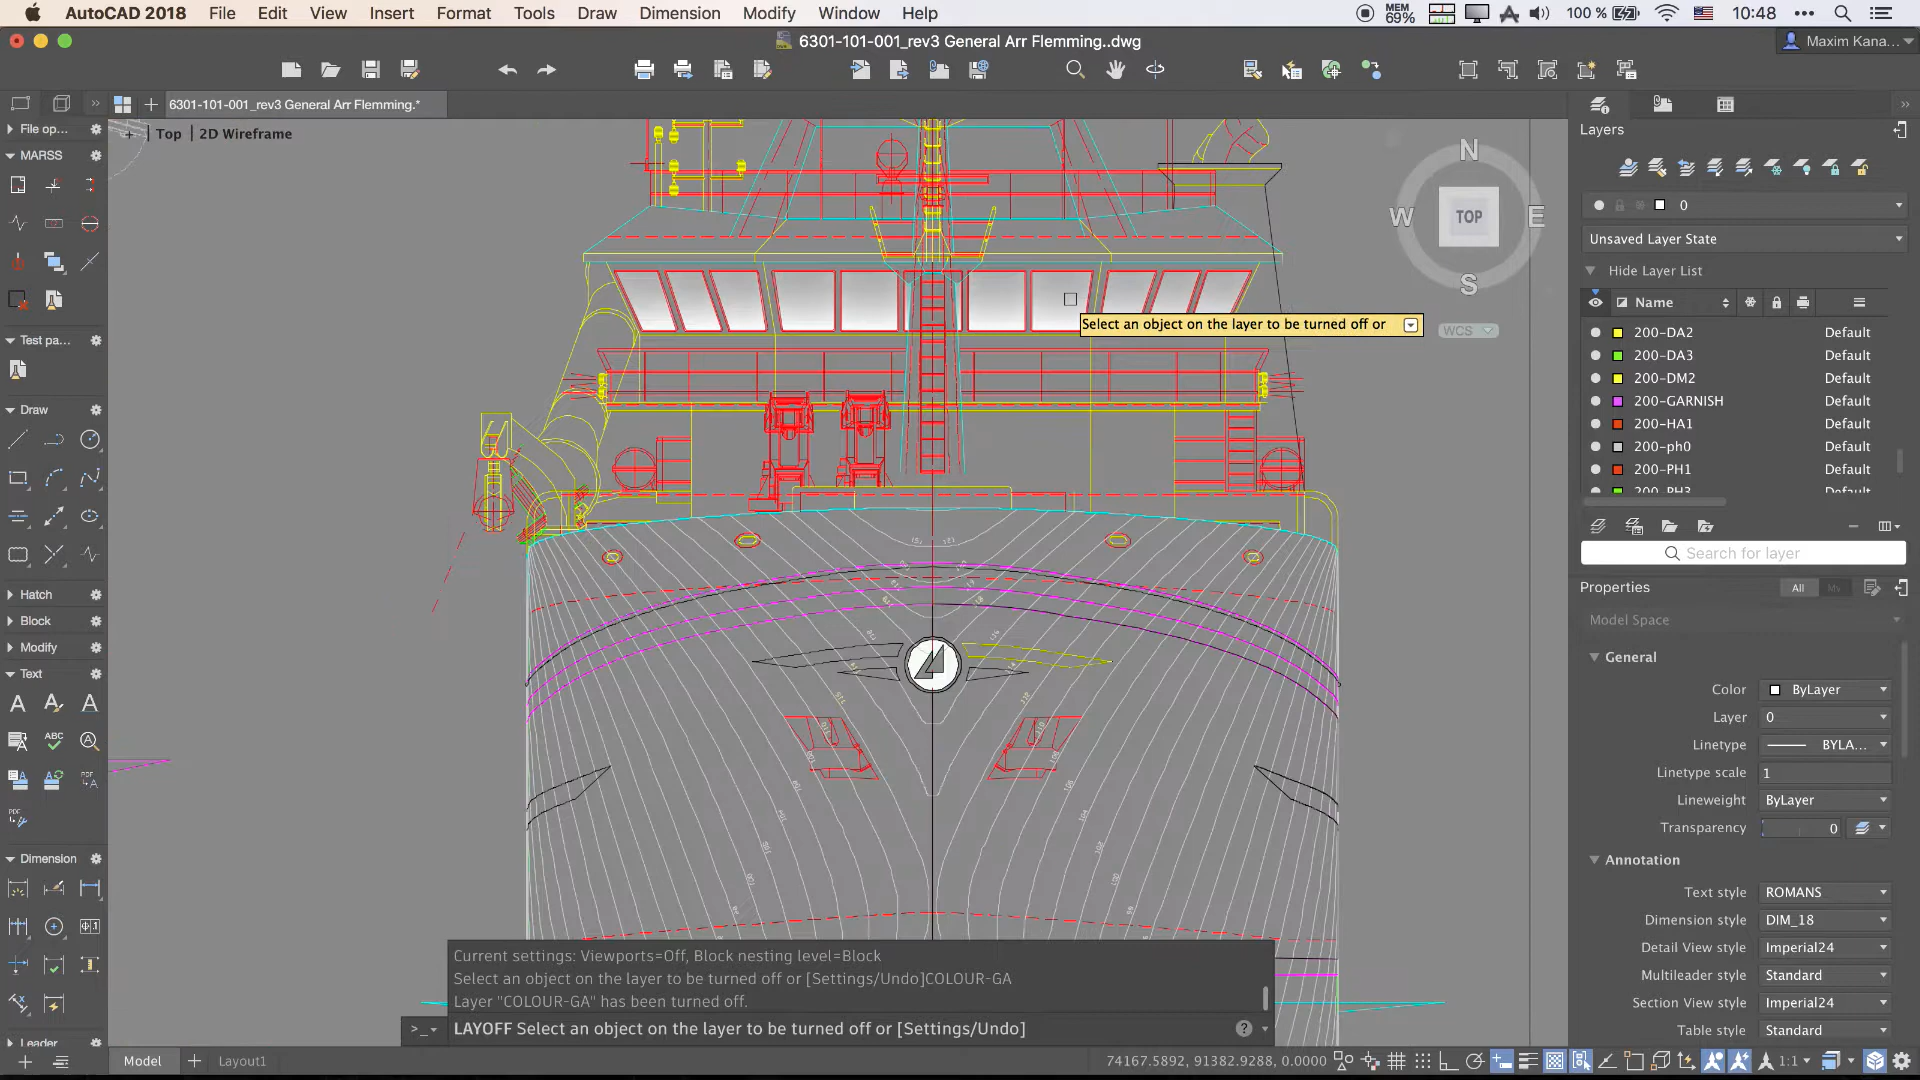 AutoCAD 2018 File Edit View Insert Format Tools Draw Dimension Modify Window Help MEM 69% 100 % 10:48
6301-101-001_rev3 General Arr Flemming..dwg
Maxim Kana...
6301-101-001_rev3 General Arr Flemming.*
File op...
Top 2D Wireframe
MARSS
Test pa...
Draw
Hatch
Block
Modify
Text
ABC
PDF
Dimension
Leader
N
W TOP E
S
WCS
Select an object on the layer to be turned off or
Layers
0
Unsaved Layer State
Hide Layer List
Name
200-DA2 Default
200-DA3 Default
200-DM2 Default
200-GARNISH Default
200-HA1 Default
200-ph0 Default
200-PH1 Default
200-PH3 Default
Search for layer
Properties All My
Model Space
General
Color ByLayer
Layer 0
Linetype BYLA...
Linetype scale 1
Lineweight ByLayer
Transparency 0
Annotation
Text style ROMANS
Dimension style DIM_18
Detail View style Imperial24
Multileader style Standard
Section View style Imperial24
Table style Standard
Current settings: Viewports=Off, Block nesting level=Block
Select an object on the layer to be turned off or [Settings/Undo]COLOUR-GA
Layer "COLOUR-GA" has been turned off.
>_ LAYOFF Select an object on the layer to be turned off or [Settings/Undo]
Model Layout1 74167.5892, 91382.9288, 0.0000 1:1